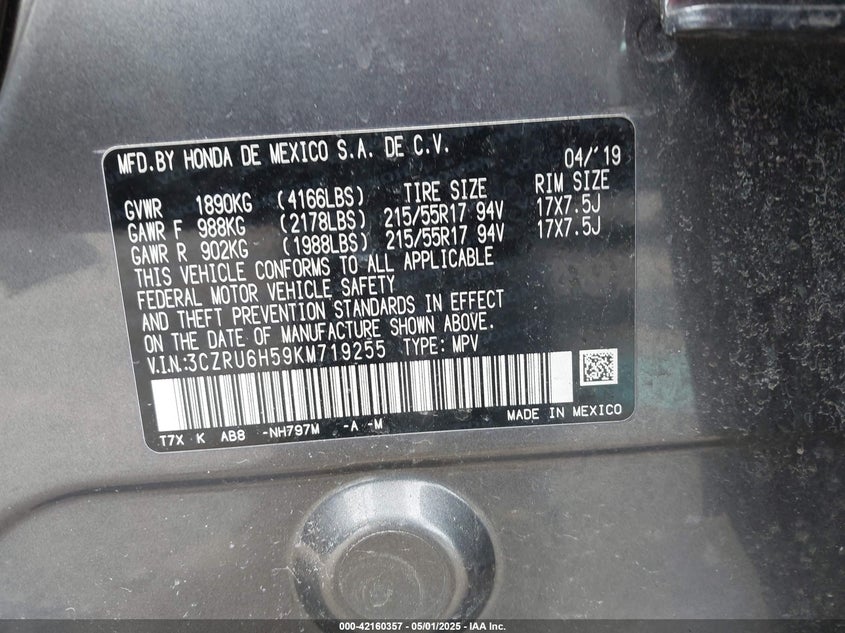 MFD.BY HONDA DE MEXICO S.A. DE C.V. 04/'19
GVWR 1890KG (4166LBS) TIRE SIZE RIM SIZE
GAWR F 988KG (2178LBS) 215/55R17 94V 17X7.5J
GAWR R 902KG (1988LBS) 215/55R17 94V 17X7.5J
THIS VEHICLE CONFORMS TO ALL APPLICABLE
FEDERAL MOTOR VEHICLE SAFETY
AND THEFT PREVENTION STANDARDS IN EFFECT
ON THE DATE OF MANUFACTURE SHOWN ABOVE.
V.I.N.:3CZRU6H59KM719255 TYPE: MPV
T7X K AB8 -NH797M -A -M MADE IN MEXICO
000-42160357 - 05/01/2025 - IAA Inc.